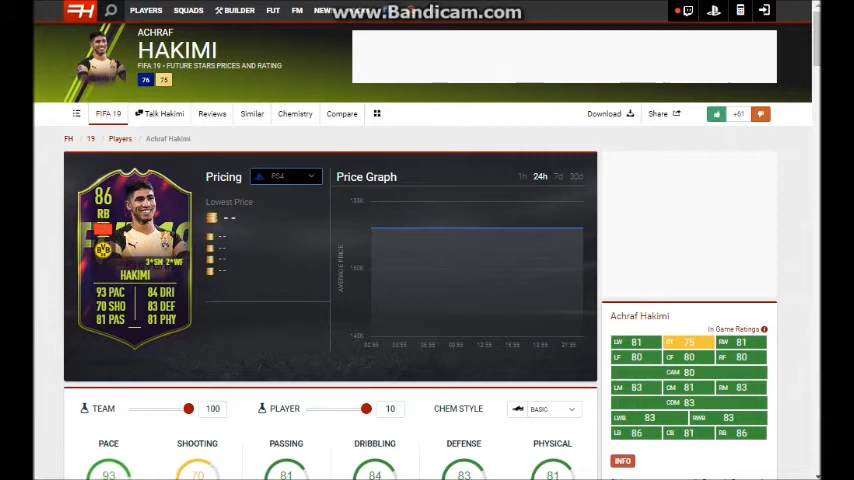 www.Bandicam.com
FH PLAYERS SQUADS BUILDER FUT FM NEW
ACHRAF
HAKIMI
FIFA 19 • FUTURE STARS PRICES AND RATING
76 75
FIFA 19 Talk Hakimi Reviews Similar Chemistry Compare Download Share +61
FH 19 Players Achraf Hakimi
86
RB
3*SM 2*WF
HAKIMI
93 PAC 84 DRI
70 SHO 83 DEF
81 PAS 81 PHY
Pricing PS4
Lowest Price
--
--
--
--
--
Price Graph 1h 24h 7d 30d
AVERAGE PRICE
Achraf Hakimi
In Game Ratings
LW 81 ST 75 RW 81
LF 80 CF 80 RF 80
CAM 80
LM 83 CM 81 RM 83
CDM 83
LWB 83 RWB 83
LB 86 CB 81 RB 86
INFO
TEAM 100 PLAYER 10 CHEM STYLE BASIC
PACE SHOOTING PASSING DRIBBLING DEFENSE PHYSICAL
93 70 81 84 83 81